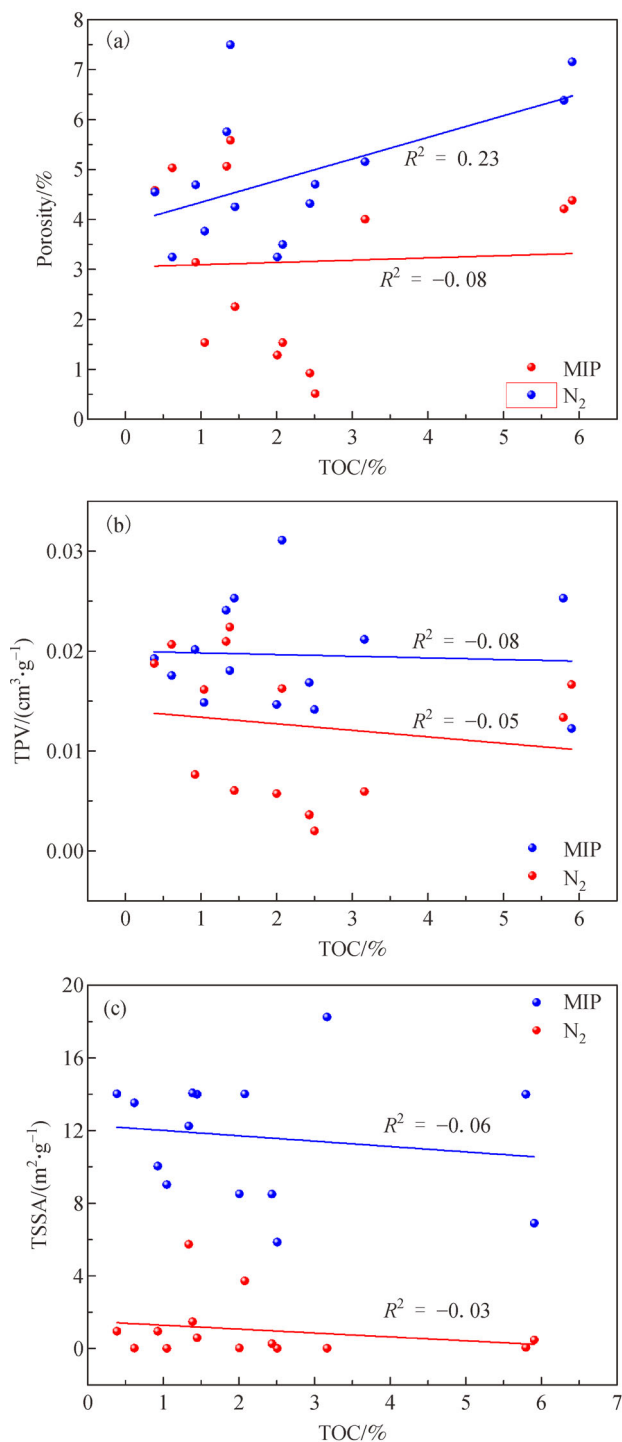 (a)
8
7
6
5
4
3
2
1
0
Porosity/%
R² = 0.23
R² = −0.08
MIP
N₂
0 1 2 3 4 5 6
TOC/%
(b)
0.03
0.02
0.01
0.00
TPV/(cm³·g⁻¹)
R² = −0.08
R² = −0.05
MIP
N₂
0 1 2 3 4 5 6
TOC/%
(c)
20
16
12
8
4
0
TSSA/(m²·g⁻¹)
MIP
N₂
R² = −0.06
R² = −0.03
0 1 2 3 4 5 6 7
TOC/%